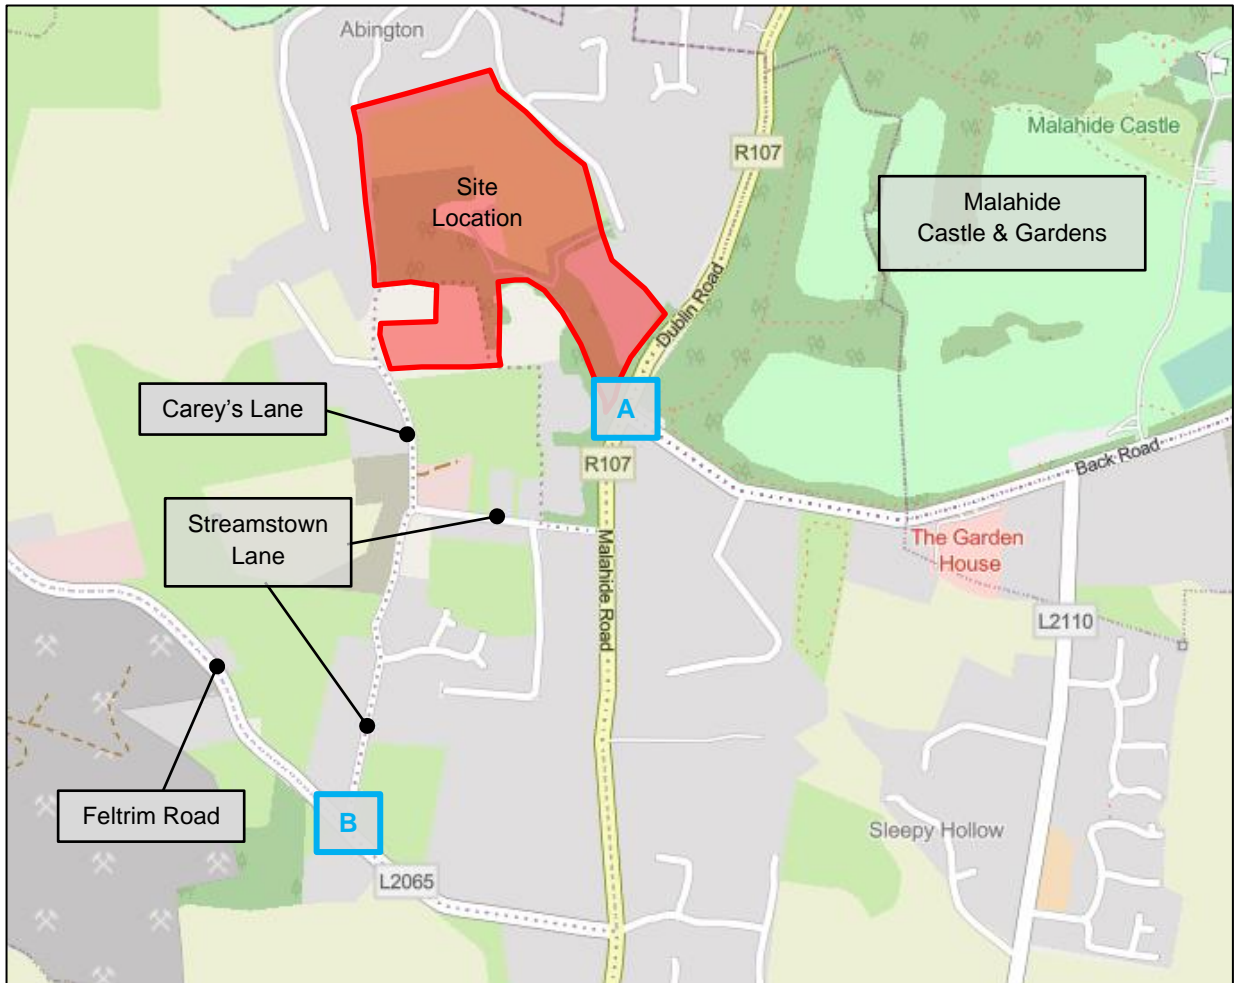 Abington
R107
Malahide Castle
Site
Location
Malahide
Castle & Gardens
Dublin Road
Carey's Lane
A
R107
Back Road
Streamstown
Lane
The Garden
House
Malahide Road
L2110
Feltrim Road
B
Sleepy Hollow
L2065